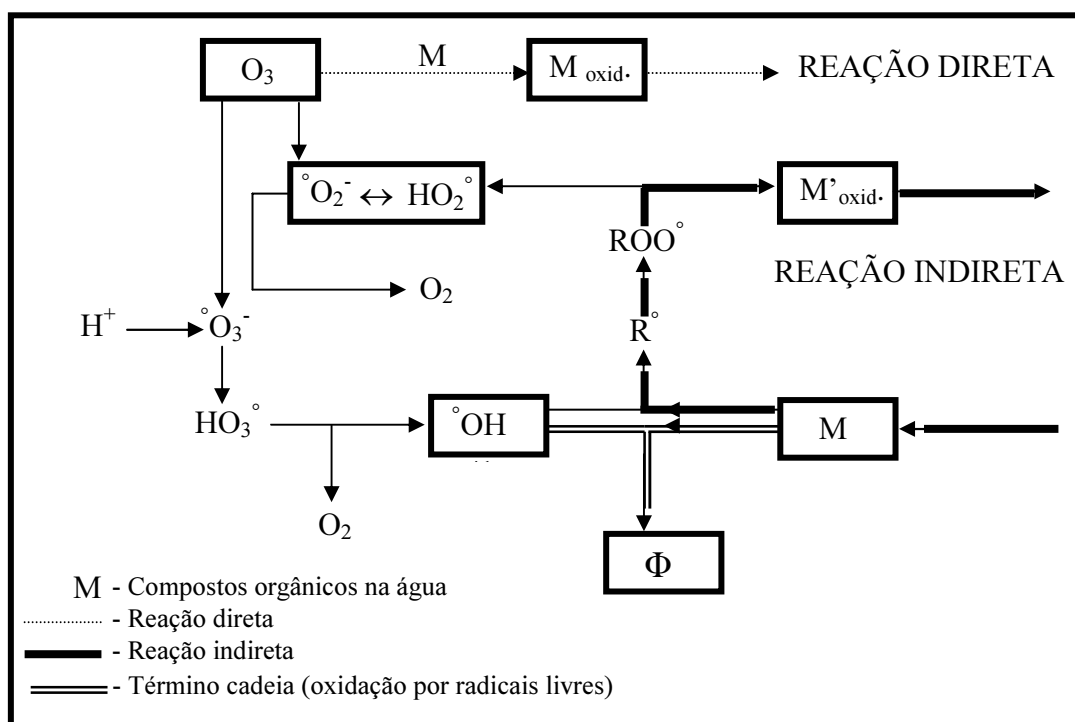 O₃ M M oxid. REAÇÃO DIRETA
°O₂⁻ ↔ HO₂° M’oxid.
ROO°
REAÇÃO INDIRETA
O₂
H⁺ °O₃⁻ R°
HO₃° °OH M
O₂
Φ
M - Compostos orgânicos na água
- Reação direta
- Reação indireta
- Término cadeia (oxidação por radicais livres)